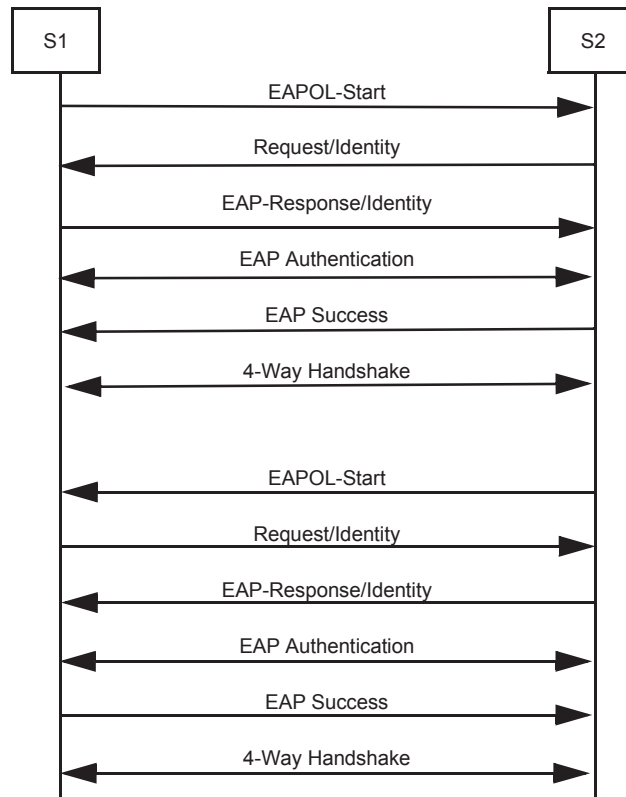 S1
S2
EAPOL-Start
Request/Identity
EAP-Response/Identity
EAP Authentication
EAP Success
4-Way Handshake
EAPOL-Start
Request/Identity
EAP-Response/Identity
EAP Authentication
EAP Success
4-Way Handshake